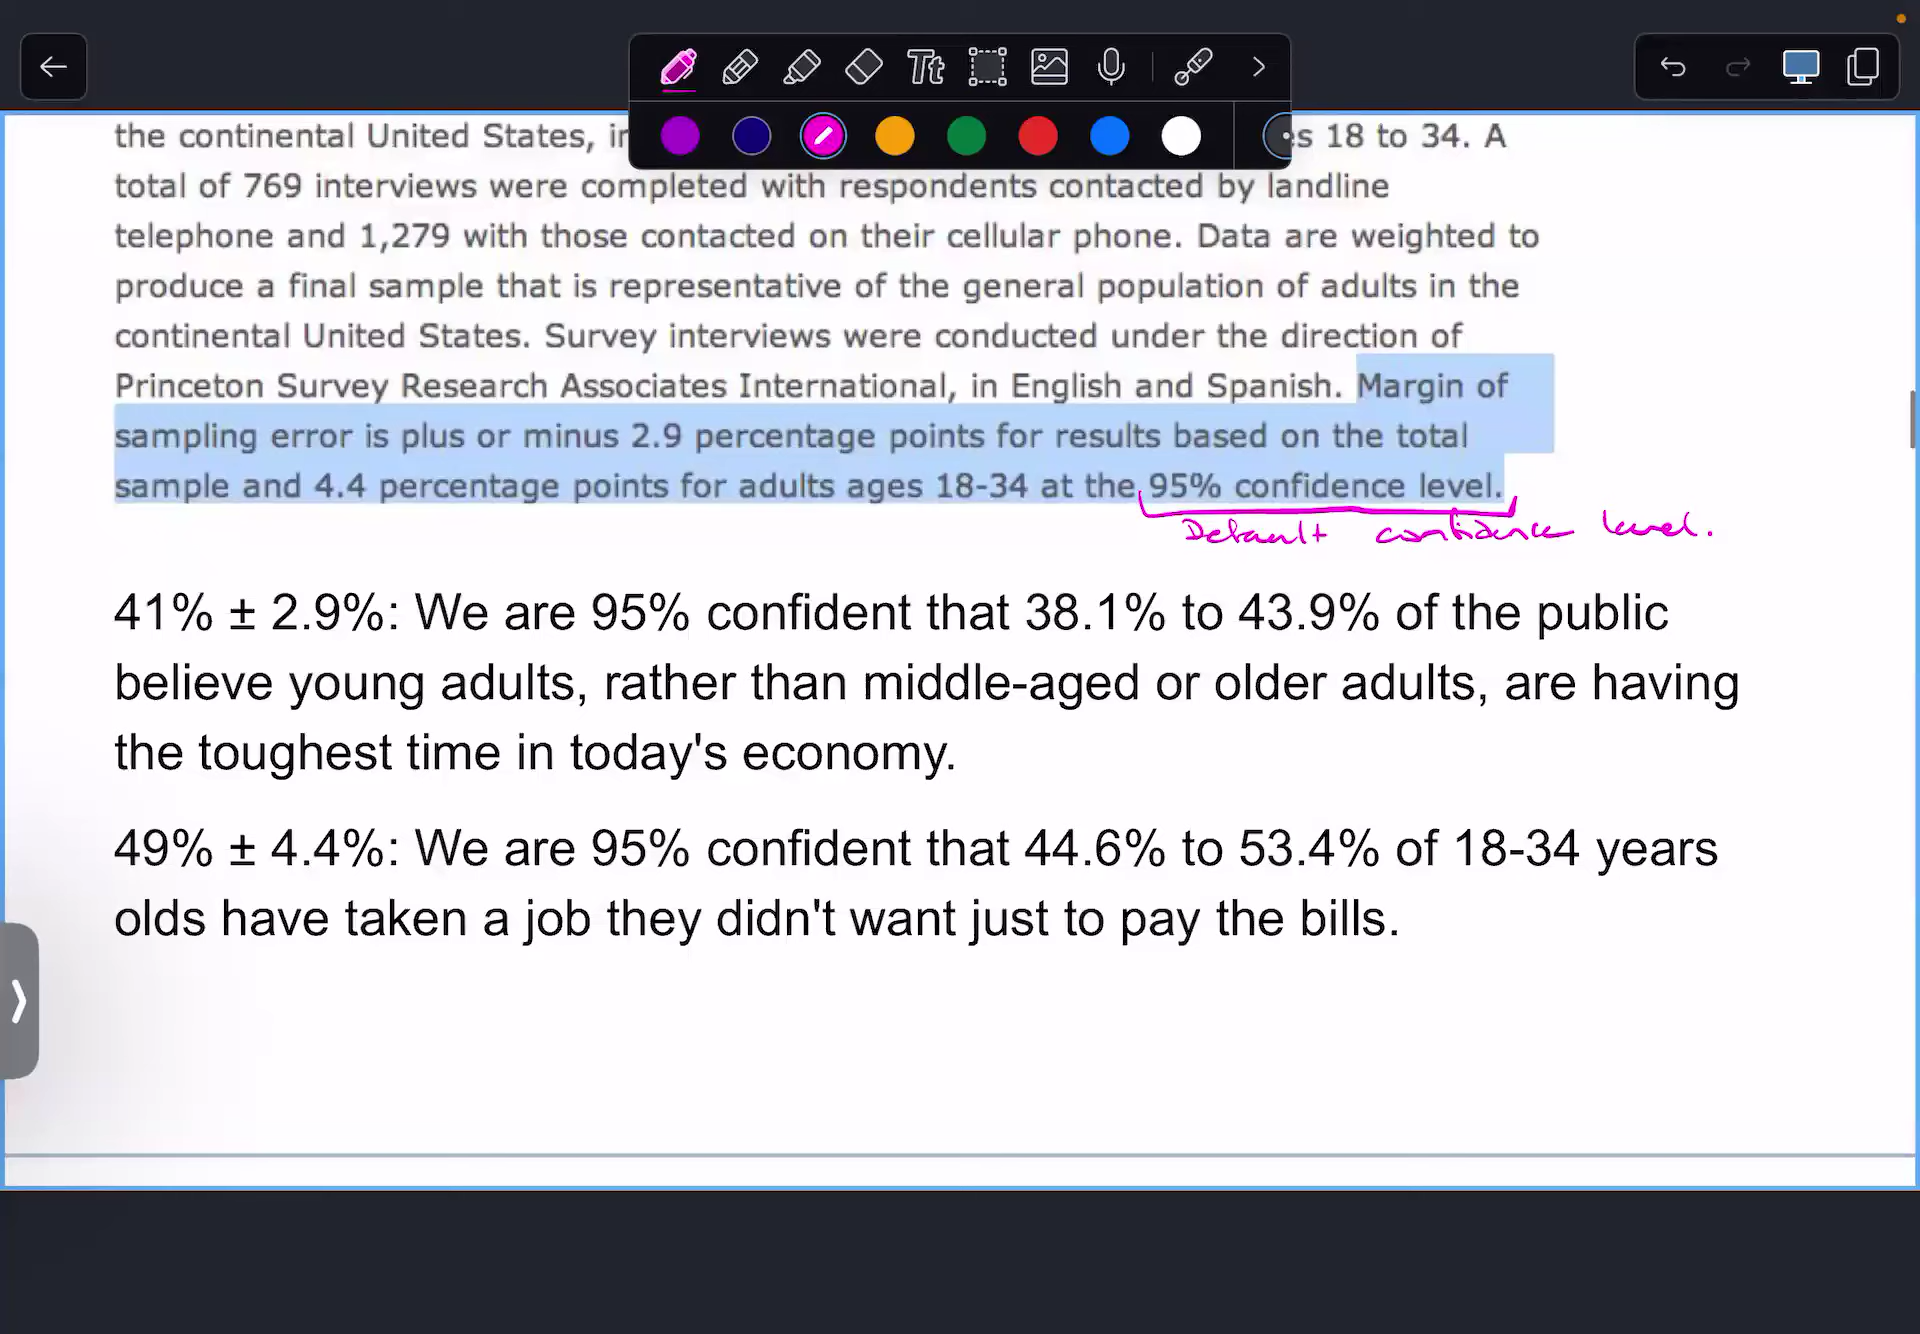 Tt
the continental United States, in
es 18 to 34. A
total of 769 interviews were completed with respondents contacted by landline
telephone and 1,279 with those contacted on their cellular phone. Data are weighted to
produce a final sample that is representative of the general population of adults in the
continental United States. Survey interviews were conducted under the direction of
Princeton Survey Research Associates International, in English and Spanish. Margin of
sampling error is plus or minus 2.9 percentage points for results based on the total
sample and 4.4 percentage points for adults ages 18-34 at the 95% confidence level.
Default confidence level.
41% ± 2.9%: We are 95% confident that 38.1% to 43.9% of the public
believe young adults, rather than middle-aged or older adults, are having
the toughest time in today's economy.
49% ± 4.4%: We are 95% confident that 44.6% to 53.4% of 18-34 years
olds have taken a job they didn't want just to pay the bills.